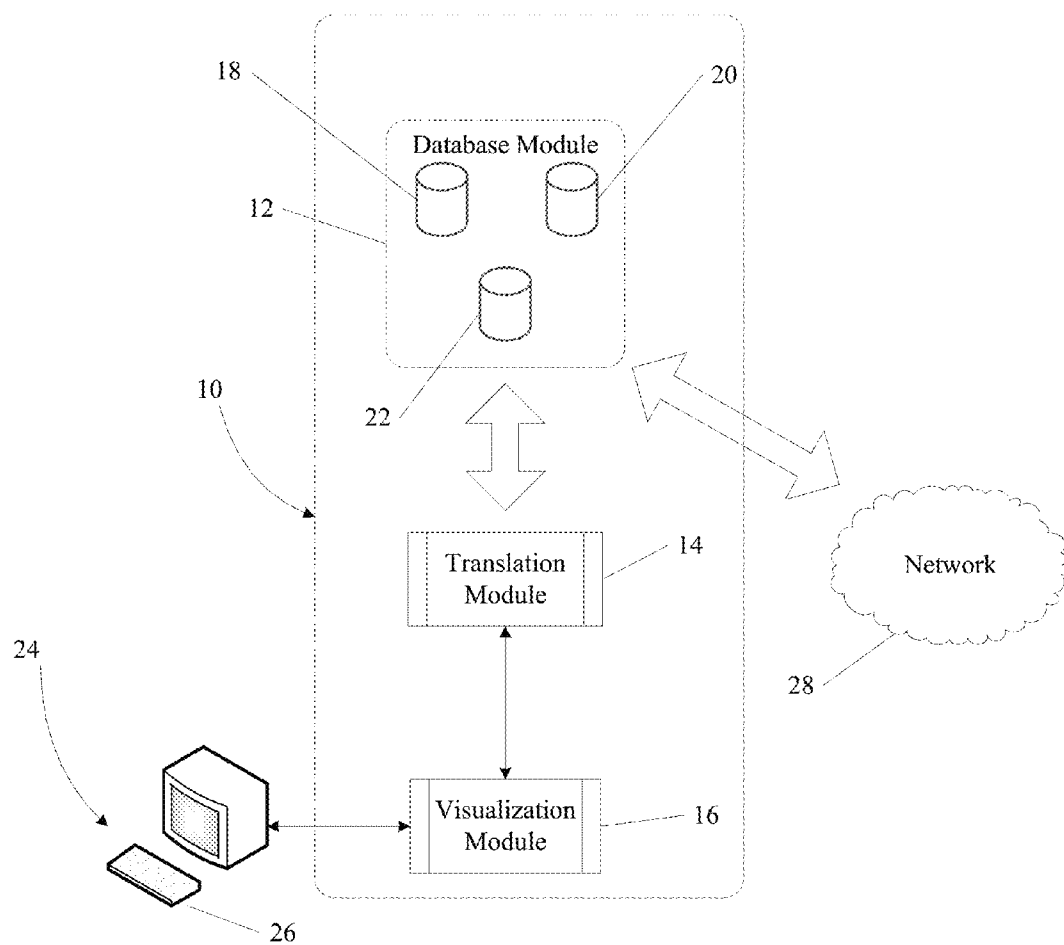 18
20
Database Module
12
22
10
Translation
Module
14
Network
28
24
Visualization
Module
16
26